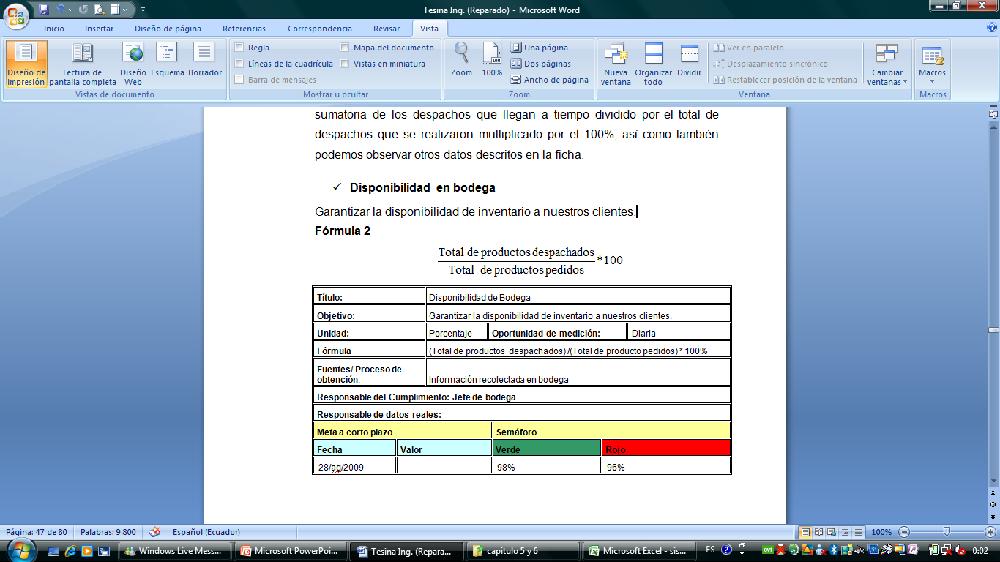 Tesina Ing. (Reparado) - Microsoft Word
Inicio Insertar Diseño de página Referencias Correspondencia Revisar Vista
Diseño de impresión
Lectura de pantalla completa
Diseño Web
Esquema
Borrador
Vistas de documento
Regla
Líneas de la cuadrícula
Barra de mensajes
Mapa del documento
Vistas en miniatura
Mostrar u ocultar
Zoom
100%
Una página
Dos páginas
Ancho de página
Zoom
Nueva ventana
Organizar todo
Dividir
Ver en paralelo
Desplazamiento sincrónico
Restablecer posición de la ventana
Ventana
Cambiar ventanas
Macros
Macros
sumatoria de los despachos que llegan a tiempo dividido por el total de
despachos que se realizaron multiplicado por el 100%, así como también
podemos observar otros datos descritos en la ficha.
✓ Disponibilidad en bodega
Garantizar la disponibilidad de inventario a nuestros clientes.
Fórmula 2
Total de productos despachados
Total de productos pedidos
*100
Título: Disponibilidad de Bodega
Objetivo: Garantizar la disponibilidad de inventario a nuestros clientes.
Unidad: Porcentaje Oportunidad de medición: Diaria
Fórmula (Total de productos despachados) /(Total de producto pedidos) * 100%
Fuentes/ Proceso de
obtención: Información recolectada en bodega
Responsable del Cumplimiento: Jefe de bodega
Responsable de datos reales:
Meta a corto plazo Semáforo
Fecha Valor Verde Rojo
28/ag/2009 98% 96%
Página: 47 de 80 Palabras: 9.800 Español (Ecuador) 100%
Windows Live Mess... Microsoft PowerPoi... Tesina Ing. (Repara... capitulo 5 y 6 Microsoft Excel - sis... ES ovi 0:02